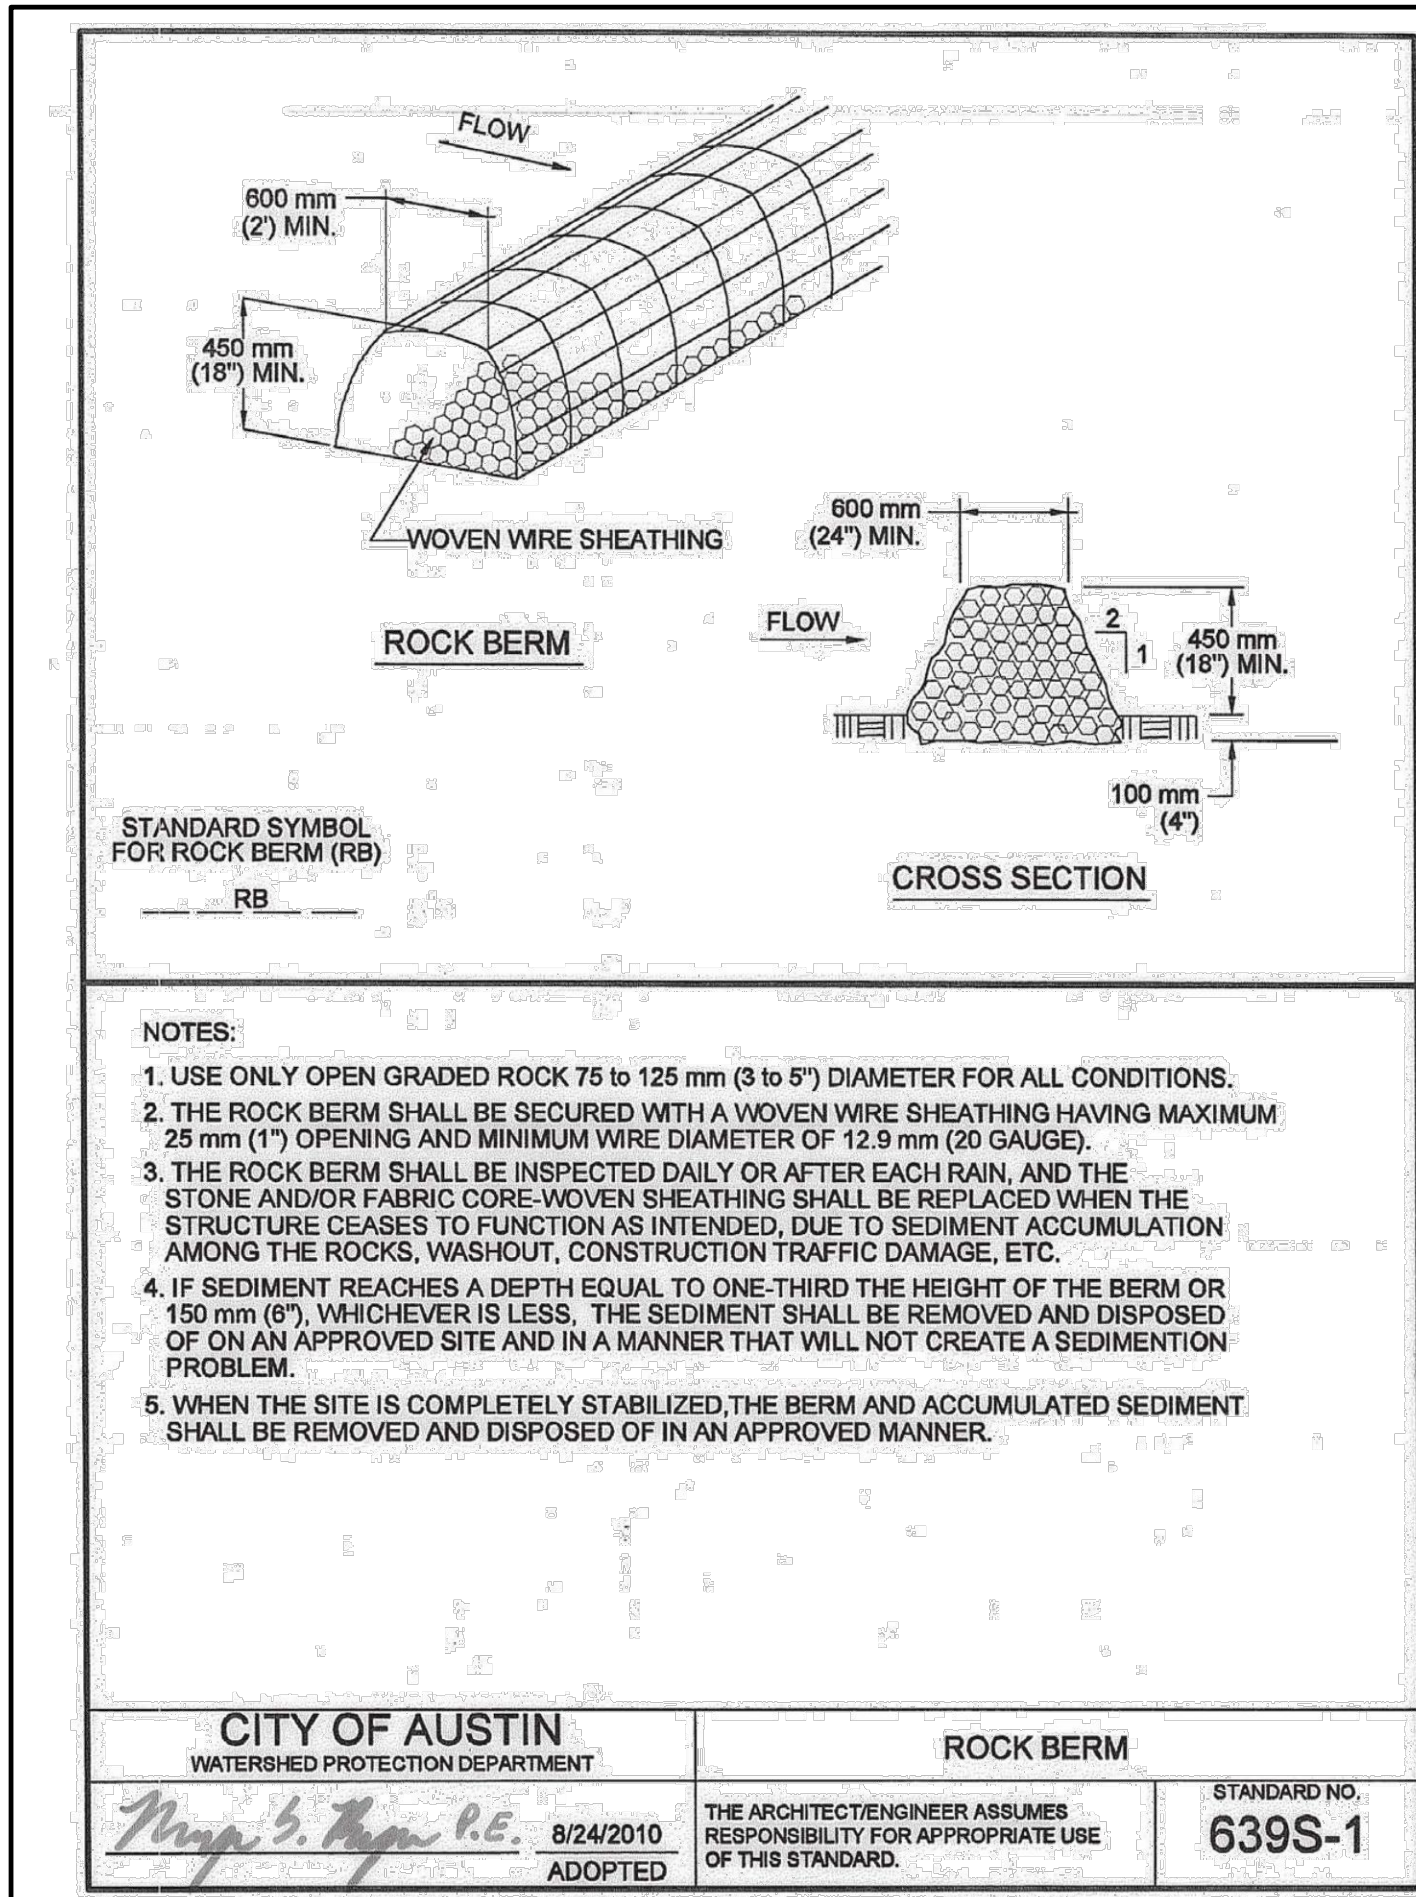 FLOW
600 mm
(2') MIN.
450 mm
(18") MIN.
WOVEN WIRE SHEATHING
ROCK BERM
600 mm
(24") MIN.
FLOW
2
1
450 mm
(18") MIN.
100 mm
(4")
CROSS SECTION
STANDARD SYMBOL
FOR ROCK BERM (RB)
RB
NOTES:
1. USE ONLY OPEN GRADED ROCK 75 to 125 mm (3 to 5") DIAMETER FOR ALL CONDITIONS.
2. THE ROCK BERM SHALL BE SECURED WITH A WOVEN WIRE SHEATHING HAVING MAXIMUM
25 mm (1") OPENING AND MINIMUM WIRE DIAMETER OF 12.9 mm (20 GAUGE).
3. THE ROCK BERM SHALL BE INSPECTED DAILY OR AFTER EACH RAIN, AND THE
STONE AND/OR FABRIC CORE-WOVEN SHEATHING SHALL BE REPLACED WHEN THE
STRUCTURE CEASES TO FUNCTION AS INTENDED, DUE TO SEDIMENT ACCUMULATION
AMONG THE ROCKS, WASHOUT, CONSTRUCTION TRAFFIC DAMAGE, ETC.
4. IF SEDIMENT REACHES A DEPTH EQUAL TO ONE-THIRD THE HEIGHT OF THE BERM OR
150 mm (6"), WHICHEVER IS LESS, THE SEDIMENT SHALL BE REMOVED AND DISPOSED
OF ON AN APPROVED SITE AND IN A MANNER THAT WILL NOT CREATE A SEDIMENTION
PROBLEM.
5. WHEN THE SITE IS COMPLETELY STABILIZED,THE BERM AND ACCUMULATED SEDIMENT
SHALL BE REMOVED AND DISPOSED OF IN AN APPROVED MANNER.
CITY OF AUSTIN
WATERSHED PROTECTION DEPARTMENT
ROCK BERM
P.E.
8/24/2010
ADOPTED
THE ARCHITECT/ENGINEER ASSUMES
RESPONSIBILITY FOR APPROPRIATE USE
OF THIS STANDARD.
STANDARD NO.
639S-1